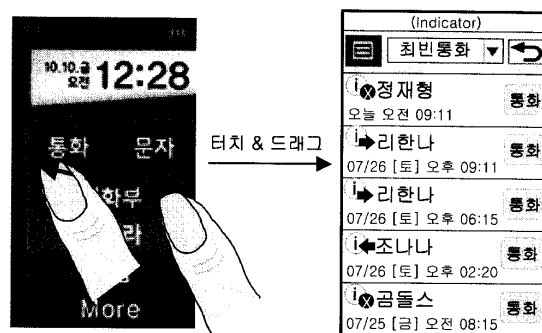 10.10.금
오전 12:28
통화 문자
화부
라
More
터치 & 드래그
(Indicator)
최빈통화
i 정재형 통화
오늘 오전 09:11
i 리한나 통화
07/26 [토] 오후 09:11
i 리한나 통화
07/26 [토] 오후 06:15
i 조나나 통화
07/26 [토] 오후 02:20
i 곰돌스 통화
07/25 [금] 오전 08:15